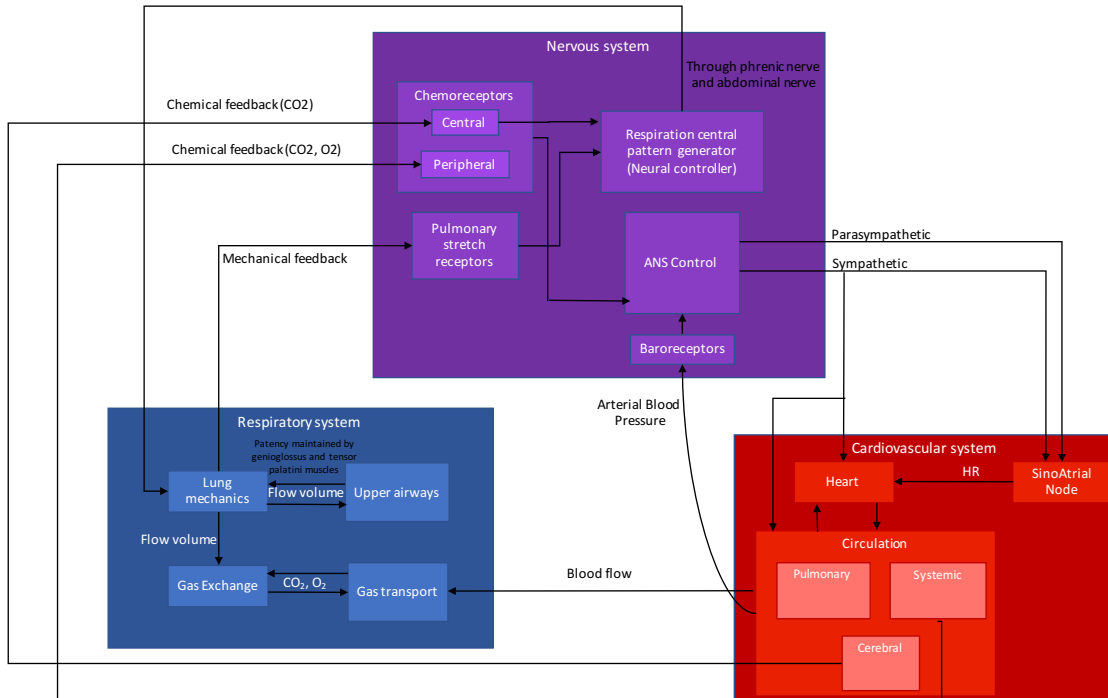 Nervous system
Through phrenic nerve
and abdominal nerve
Chemoreceptors
Chemical feedback (CO2)
Central
Respiration central
pattern generator
(Neural controller)
Chemical feedback (CO2, O2)
Peripheral
Pulmonary
stretch
receptors
Mechanical feedback
ANS Control
Parasympathetic
Sympathetic
Baroreceptors
Arterial Blood
Pressure
Respiratory system
Patency maintained by
genioglossus and tensor
palatini muscles
Lung
mechanics
Flow volume
Upper airways
Flow volume
Gas Exchange
CO₂, O₂
Gas transport
Blood flow
Cardiovascular system
HR
Heart
SinoAtrial
Node
Circulation
Pulmonary
Systemic
Cerebral